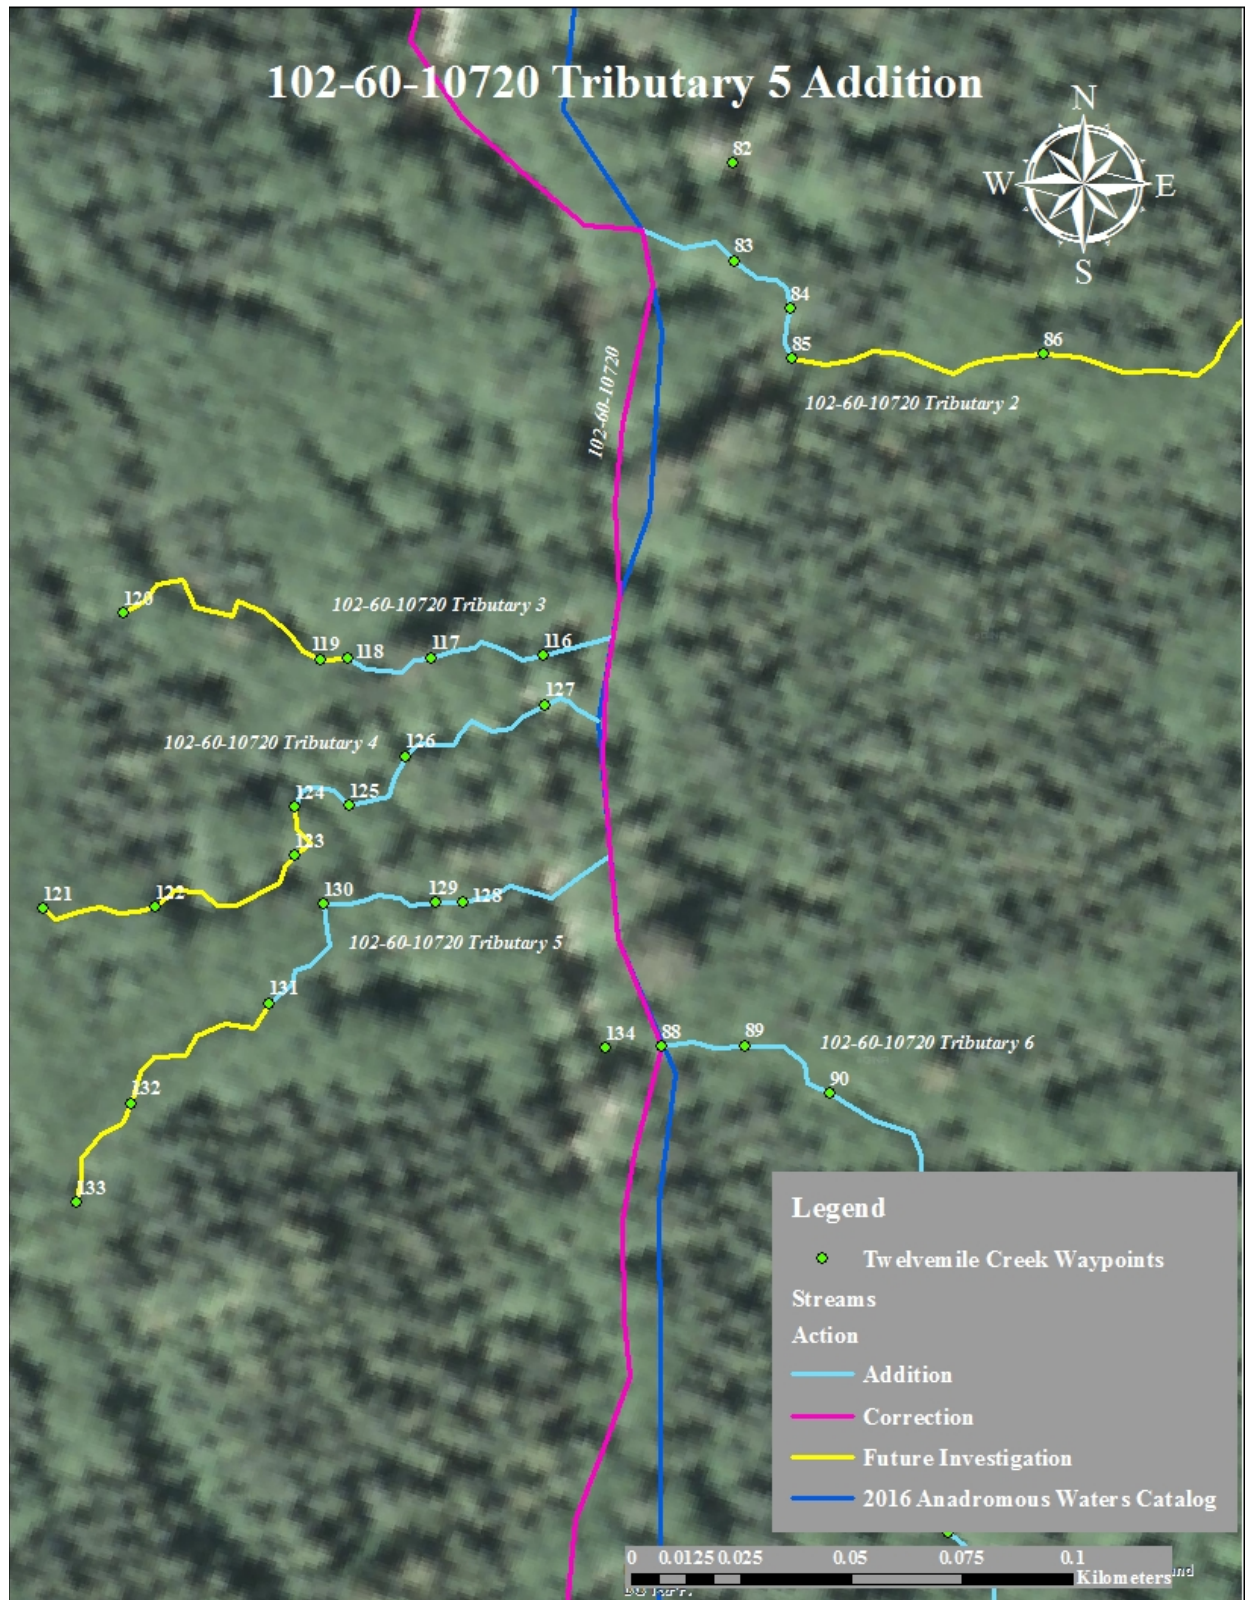 102-60-10720 Tributary 5 Addition
N
W
E
S
82
83
84
85
86
102-60-10720 Tributary 2
102-60-10720
120
102-60-10720 Tributary 3
119
118
117
116
127
102-60-10720 Tributary 4
126
124
125
123
121
122
130
129
128
102-60-10720 Tributary 5
131
134
88
89
102-60-10720 Tributary 6
132
90
133
Legend
Twelvemile Creek Waypoints
Streams
Action
Addition
Correction
Future Investigation
2016 Anadromous Waters Catalog
0 0.0125 0.025 0.05 0.075 0.1
Kilometers